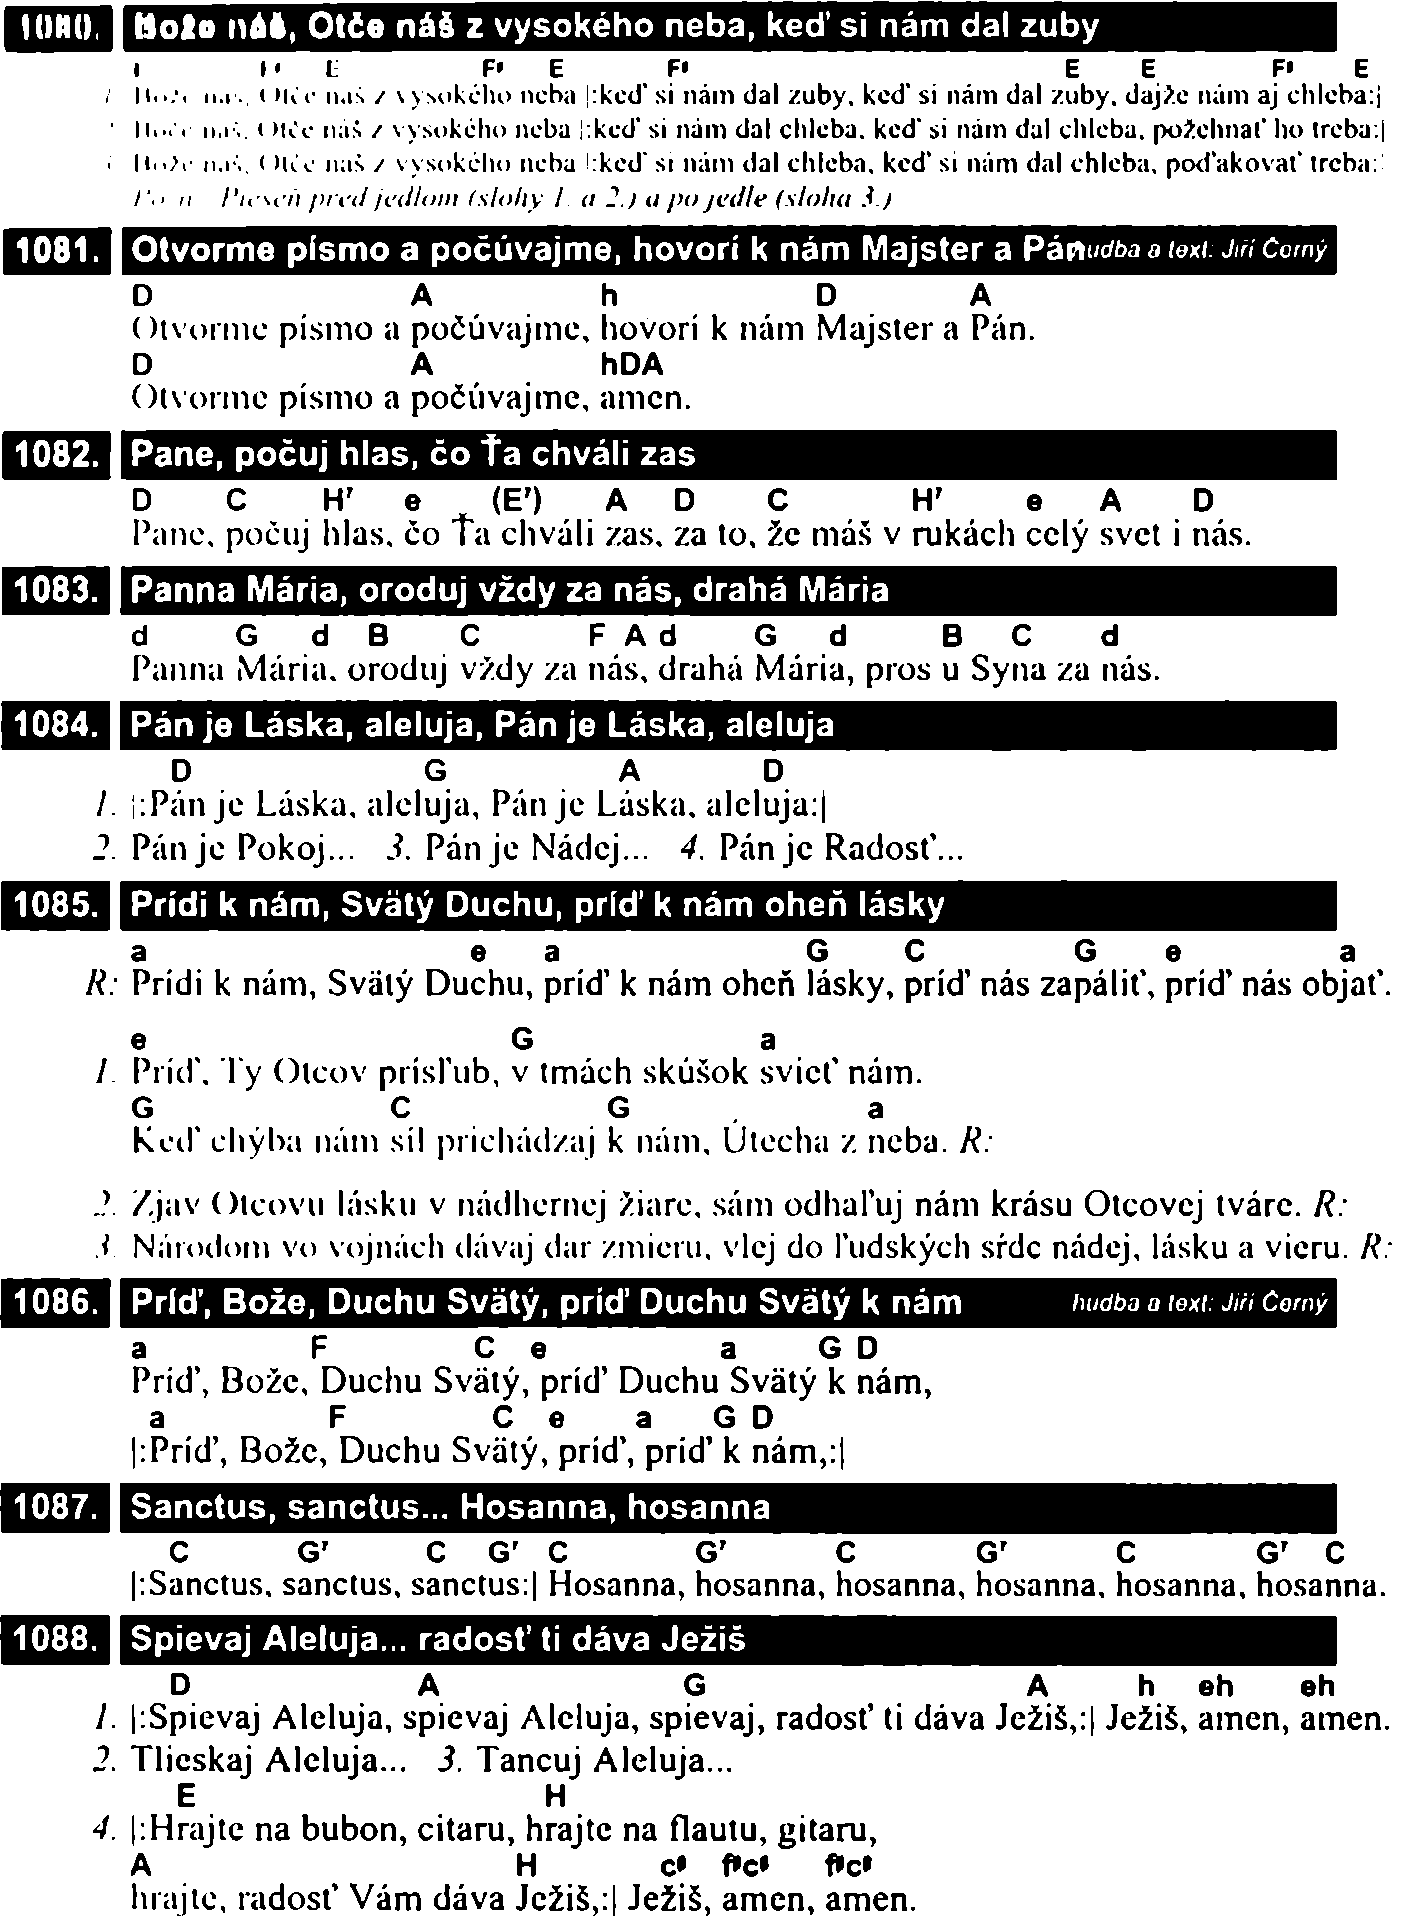 1080. Bože náš, Otče náš z vysokého neba, keď si nám dal zuby
E F# E E F# E
Bože náš, Otče náš z vysokého neba |:keď si nám dal zuby, keď si nám dal zuby, dajže nám aj chleba:|
Bože náš, Otče náš z vysokého neba |:keď si nám dal chleba, keď si nám dal chleba, požehnať ho treba:|
Bože náš, Otče náš z vysokého neba |:keď si nám dal chleba, keď si nám dal chleba, poďakovať treba:
Pieseň pred jedlom (slohy 1. a 2.) a po jedle (sloha 3.)
1081. Otvorme písmo a počúvajme, hovorí k nám Majster a Pán hudba a text: Jiří Černý
D A h D A
Otvorme písmo a počúvajme, hovorí k nám Majster a Pán.
D A hDA
Otvorme písmo a počúvajme, amen.
1082. Pane, počuj hlas, čo Ťa chváli zas
D C H7 e (E7) A D C H7 e A D
Pane, počuj hlas, čo Ťa chváli zas, za to, že máš v rukách celý svet i nás.
1083. Panna Mária, oroduj vždy za nás, drahá Mária
d G d B C F A d G d B C d
Panna Mária, oroduj vždy za nás, drahá Mária, pros u Syna za nás.
1084. Pán je Láska, aleluja, Pán je Láska, aleluja
D G A D
1. |:Pán je Láska, aleluja, Pán je Láska, aleluja:|
2. Pán je Pokoj... 3. Pán je Nádej... 4. Pán je Radosť...
1085. Prídi k nám, Svätý Duchu, príď k nám oheň lásky
a e a G C G e a
R: Prídi k nám, Svätý Duchu, príď k nám oheň lásky, príď nás zapáliť, príď nás objať.
e G a
1. Príď, Ty Otcov prísľub, v tmách skúšok svieť nám.
G C G a
Keď chýba nám síl prichádzaj k nám, Útecha z neba. R:
2. Zjav Otcovu lásku v nádhernej žiare, sám odhaľuj nám krásu Otcovej tváre. R:
3. Národom vo vojnách dávaj dar zmieru, vlej do ľudských sŕdc nádej, lásku a vieru. R:
1086. Príď, Bože, Duchu Svätý, príď Duchu Svätý k nám hudba a text: Jiří Černý
a F C e a G D
Príď, Bože, Duchu Svätý, príď Duchu Svätý k nám,
a F C e a G D
|:Príď, Bože, Duchu Svätý, príď, príď k nám,:|
1087. Sanctus, sanctus... Hosanna, hosanna
C G7 C G7 C G7 C G7 C G7 C
|:Sanctus, sanctus, sanctus:| Hosanna, hosanna, hosanna, hosanna, hosanna, hosanna.
1088. Spievaj Aleluja... radosť ti dáva Ježiš
D A G A h eh eh
1. |:Spievaj Aleluja, spievaj Aleluja, spievaj, radosť ti dáva Ježiš,:| Ježiš, amen, amen.
2. Tlieskaj Aleluja... 3. Tancuj Aleluja...
E H
4. |:Hrajte na bubon, citaru, hrajte na flautu, gitaru,
A H c# f#c# f#c#
hrajte, radosť Vám dáva Ježiš,:| Ježiš, amen, amen.